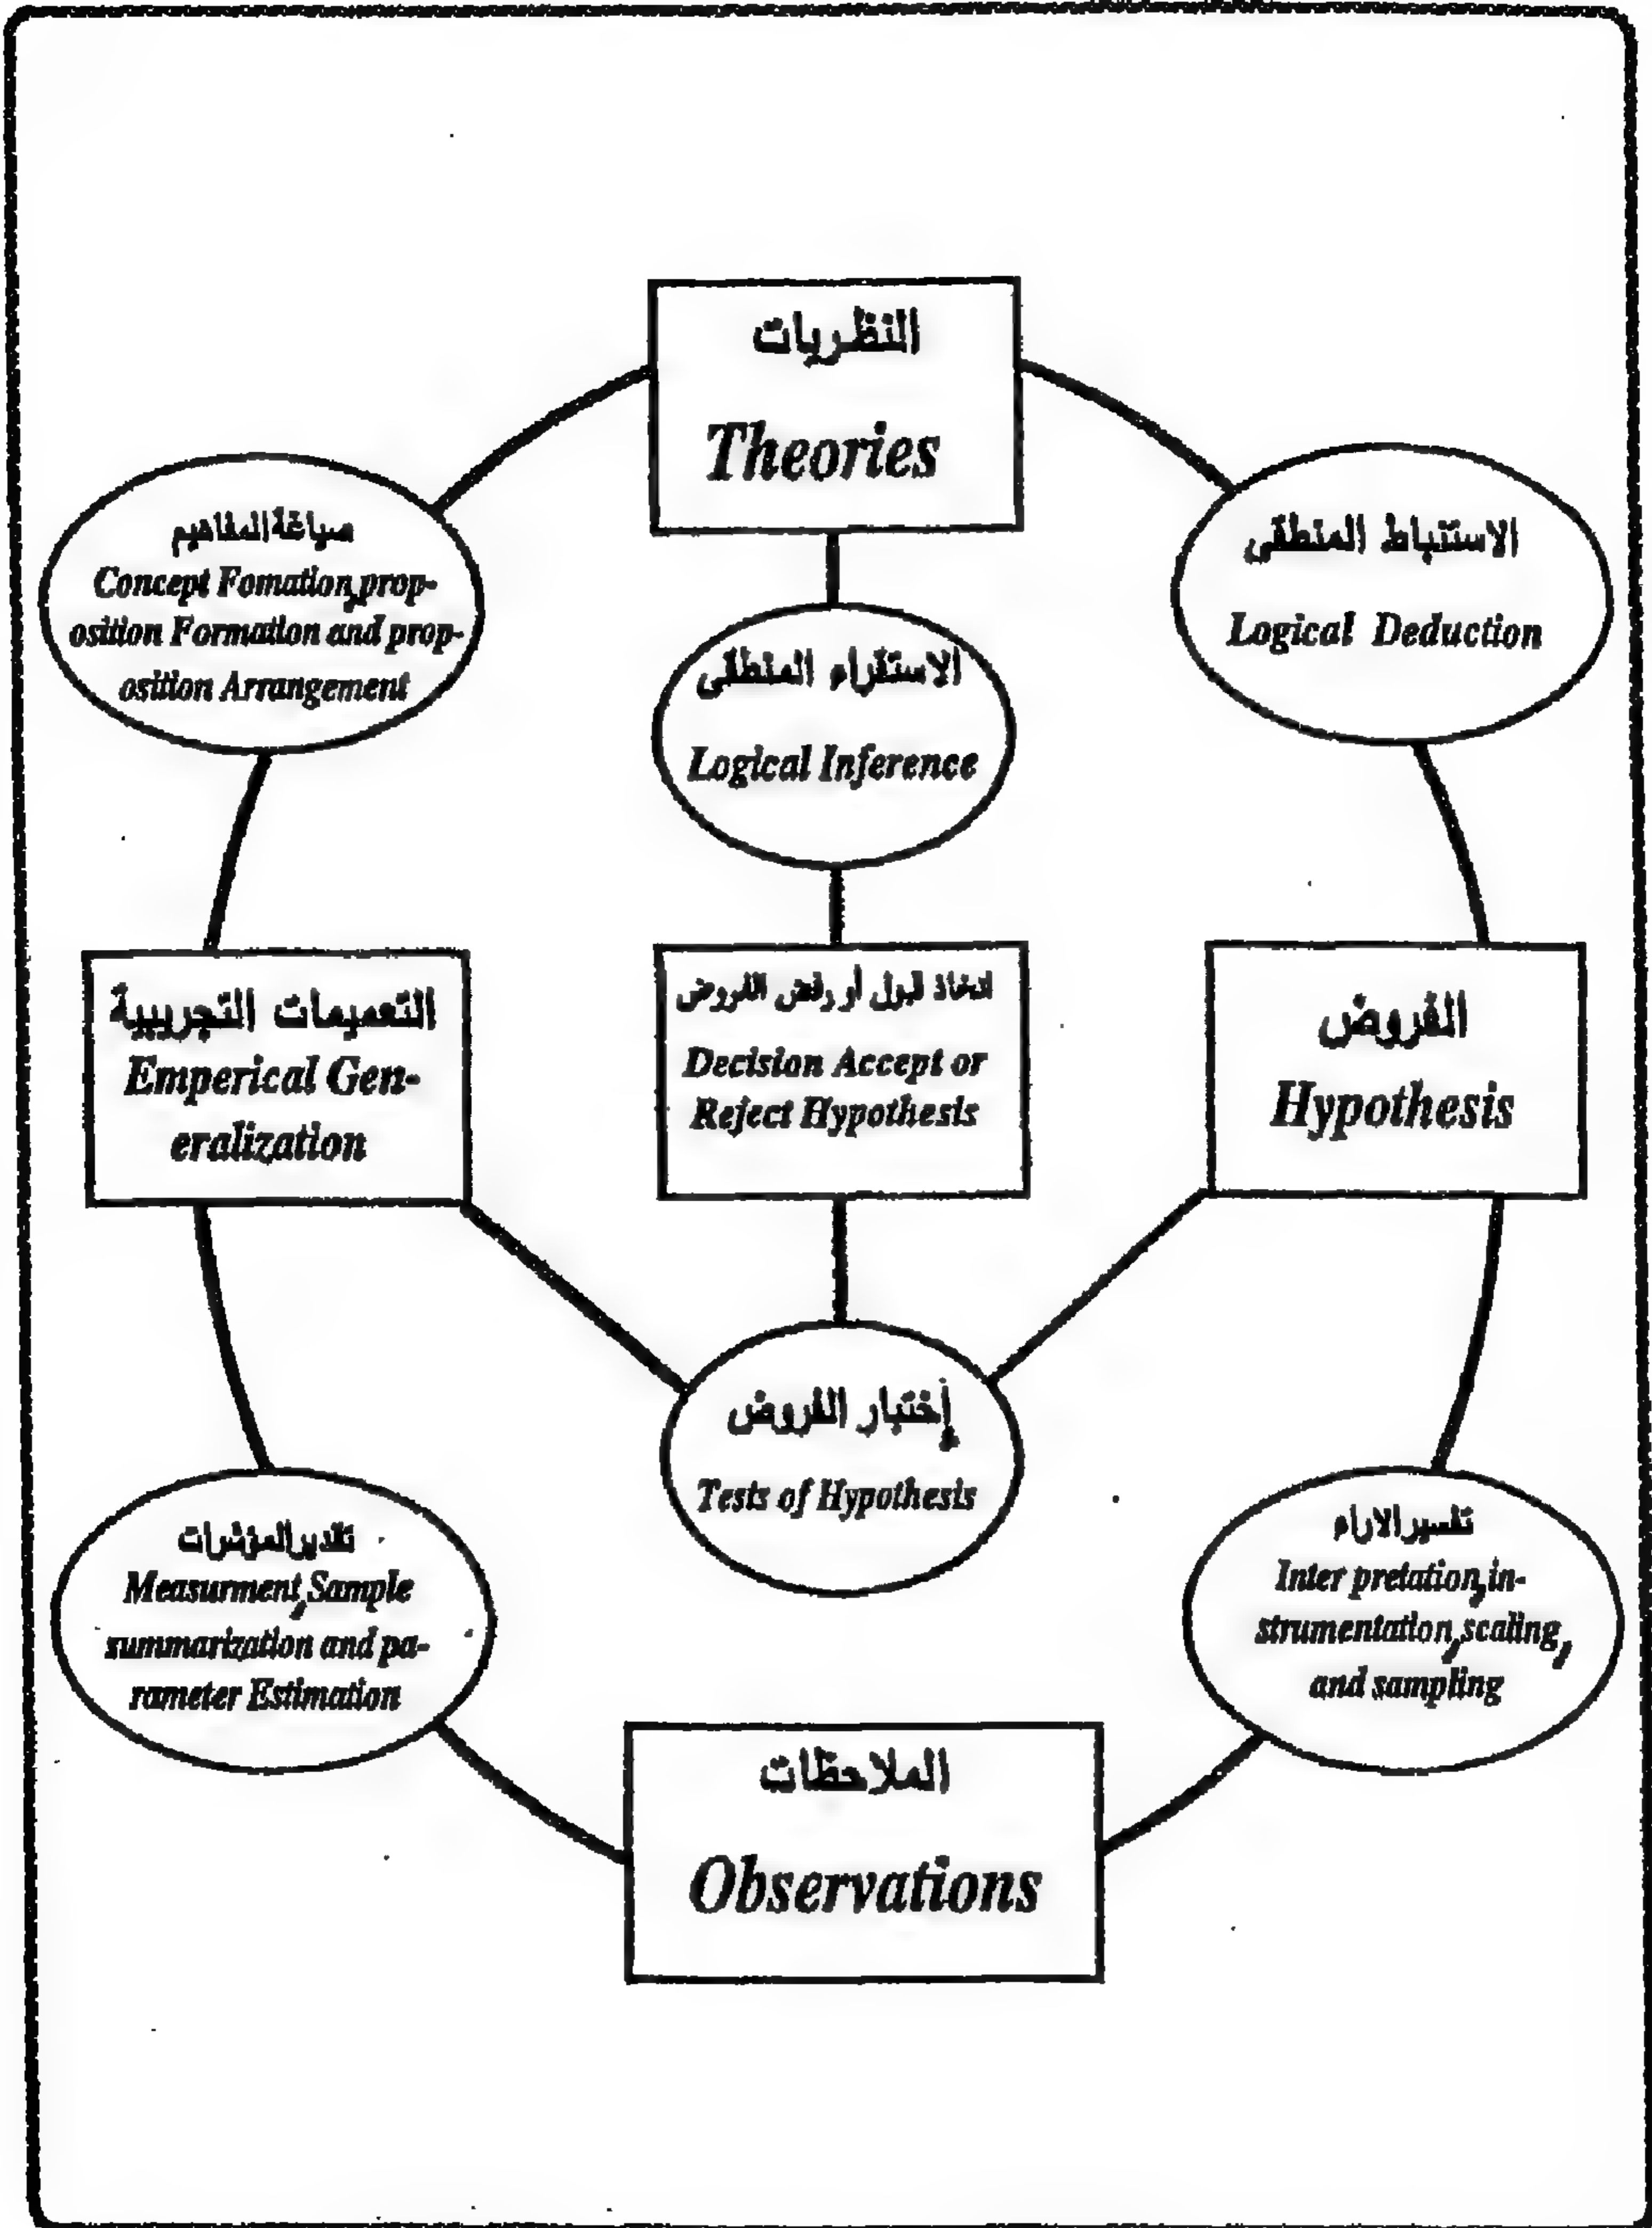 النظريات
Theories
صياغة المفاهيم
Concept Fomation,prop-
osition Formation and prop-
osition Arrangement
الاستقراء المنطقى
Logical Inference
الاستنباط المنطقى
Logical Deduction
التعميمات التجريبية
Emperical Gen-
eralization
اتخاذ قبول أو رفض الفروض
Decision Accept or
Reject Hypothesis
الفروض
Hypothesis
إختبار الفروض
Tests of Hypothesis
تقدير المؤشرات
Measurment,Sample
summarization and pa-
rameter Estimation
تفسير الاراء
Inter pretation,in-
strumentation,scaling,
and sampling
الملاحظات
Observations